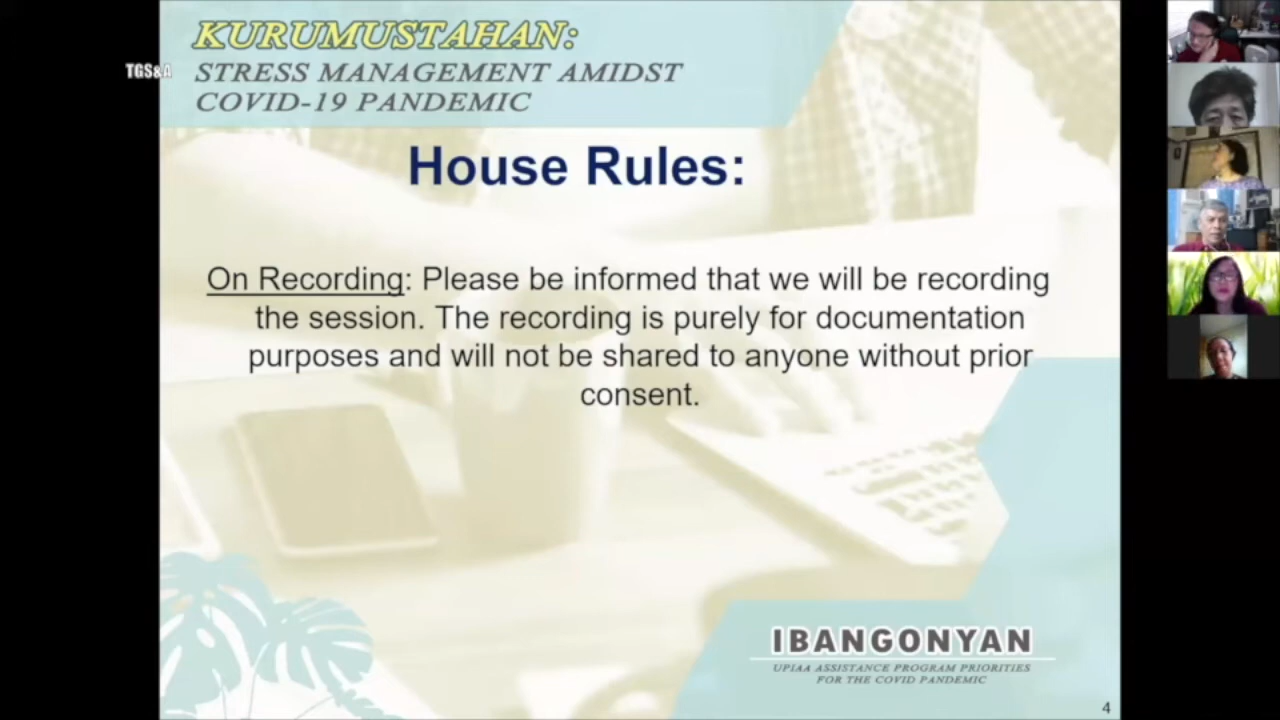 KURUMUSTAHAN:
TGS&A
STRESS MANAGEMENT AMIDST
COVID-19 PANDEMIC
House Rules:
On Recording: Please be informed that we will be recording
the session. The recording is purely for documentation
purposes and will not be shared to anyone without prior
consent.
IBANGONYAN
UPIAA ASSISTANCE PROGRAM PRIORITIES
FOR THE COVID PANDEMIC
4